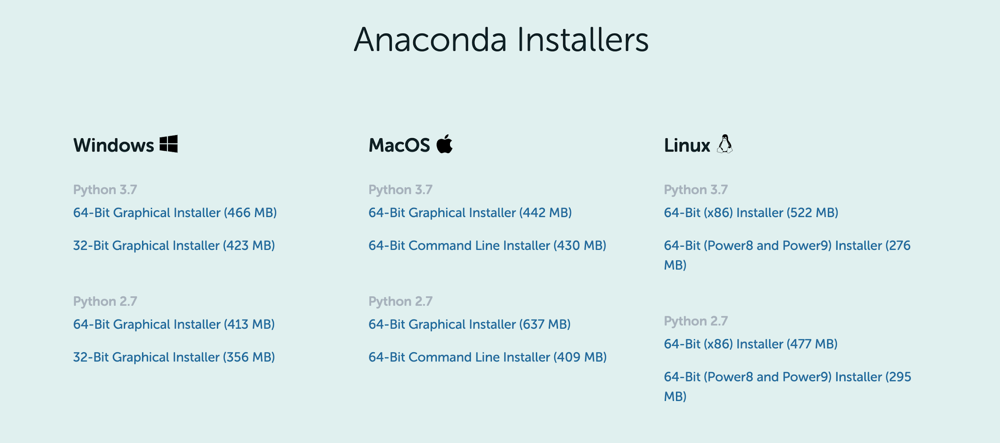 Anaconda Installers
Windows
Python 3.7
64-Bit Graphical Installer (466 MB)
32-Bit Graphical Installer (423 MB)
Python 2.7
64-Bit Graphical Installer (413 MB)
32-Bit Graphical Installer (356 MB)
MacOS
Python 3.7
64-Bit Graphical Installer (442 MB)
64-Bit Command Line Installer (430 MB)
Python 2.7
64-Bit Graphical Installer (637 MB)
64-Bit Command Line Installer (409 MB)
Linux
Python 3.7
64-Bit (x86) Installer (522 MB)
64-Bit (Power8 and Power9) Installer (276
MB)
Python 2.7
64-Bit (x86) Installer (477 MB)
64-Bit (Power8 and Power9) Installer (295
MB)